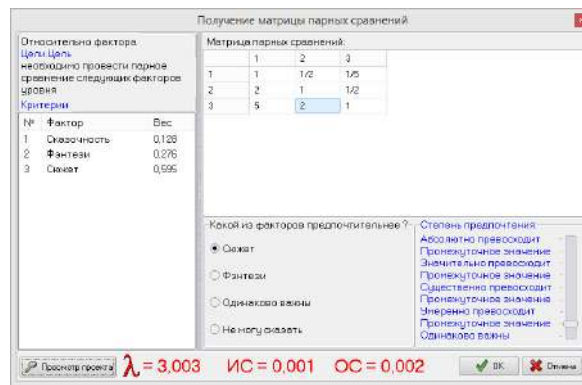 Получение матрицы парных сравнений
Относительно фактора
Цели.Цель
необходимо провести парное
сравнение следующих факторов
уровня
Критерии
№ Фактор Вес
1 Сказочность 0,128
2 Фэнтези 0,276
3 Сюжет 0,595
Матрица парных сравнений:
1 2 3
1 1 1/2 1/5
2 2 1 1/2
3 5 2 1
Какой из факторов предпочтительнее ?
Сюжет
Фэнтези
Одинаково важны
Не могу сказать
Степень предпочтения
Абсолютно превосходит
Промежуточное значение
Значительно превосходит
Промежуточное значение
Существенно превосходит
Промежуточное значение
Умеренно превосходит
Промежуточное значение
Одинаково важны
Просмотр проекта
λ = 3,003 ИС = 0,001 ОС = 0,002
OK
Отмена